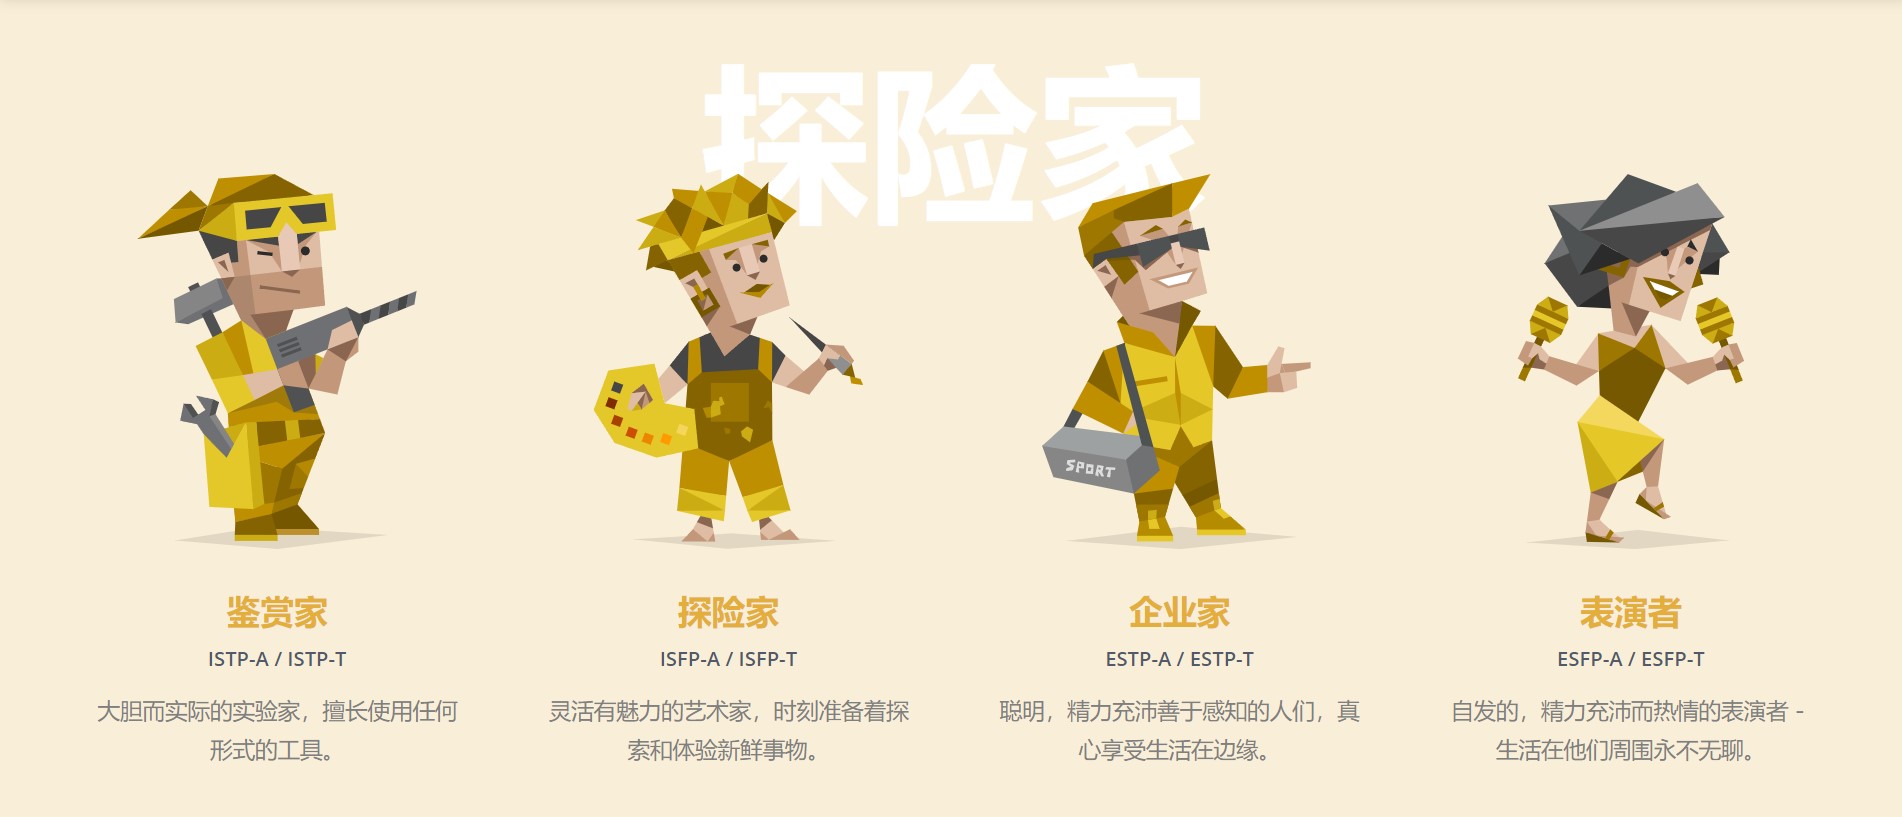 探险家
SPORT
鉴赏家
ISTP-A / ISTP-T
大胆而实际的实验家，擅长使用任何
形式的工具。
探险家
ISFP-A / ISFP-T
灵活有魅力的艺术家，时刻准备着探
索和体验新鲜事物。
企业家
ESTP-A / ESTP-T
聪明，精力充沛善于感知的人们，真
心享受生活在边缘。
表演者
ESFP-A / ESFP-T
自发的，精力充沛而热情的表演者 -
生活在他们周围永不无聊。